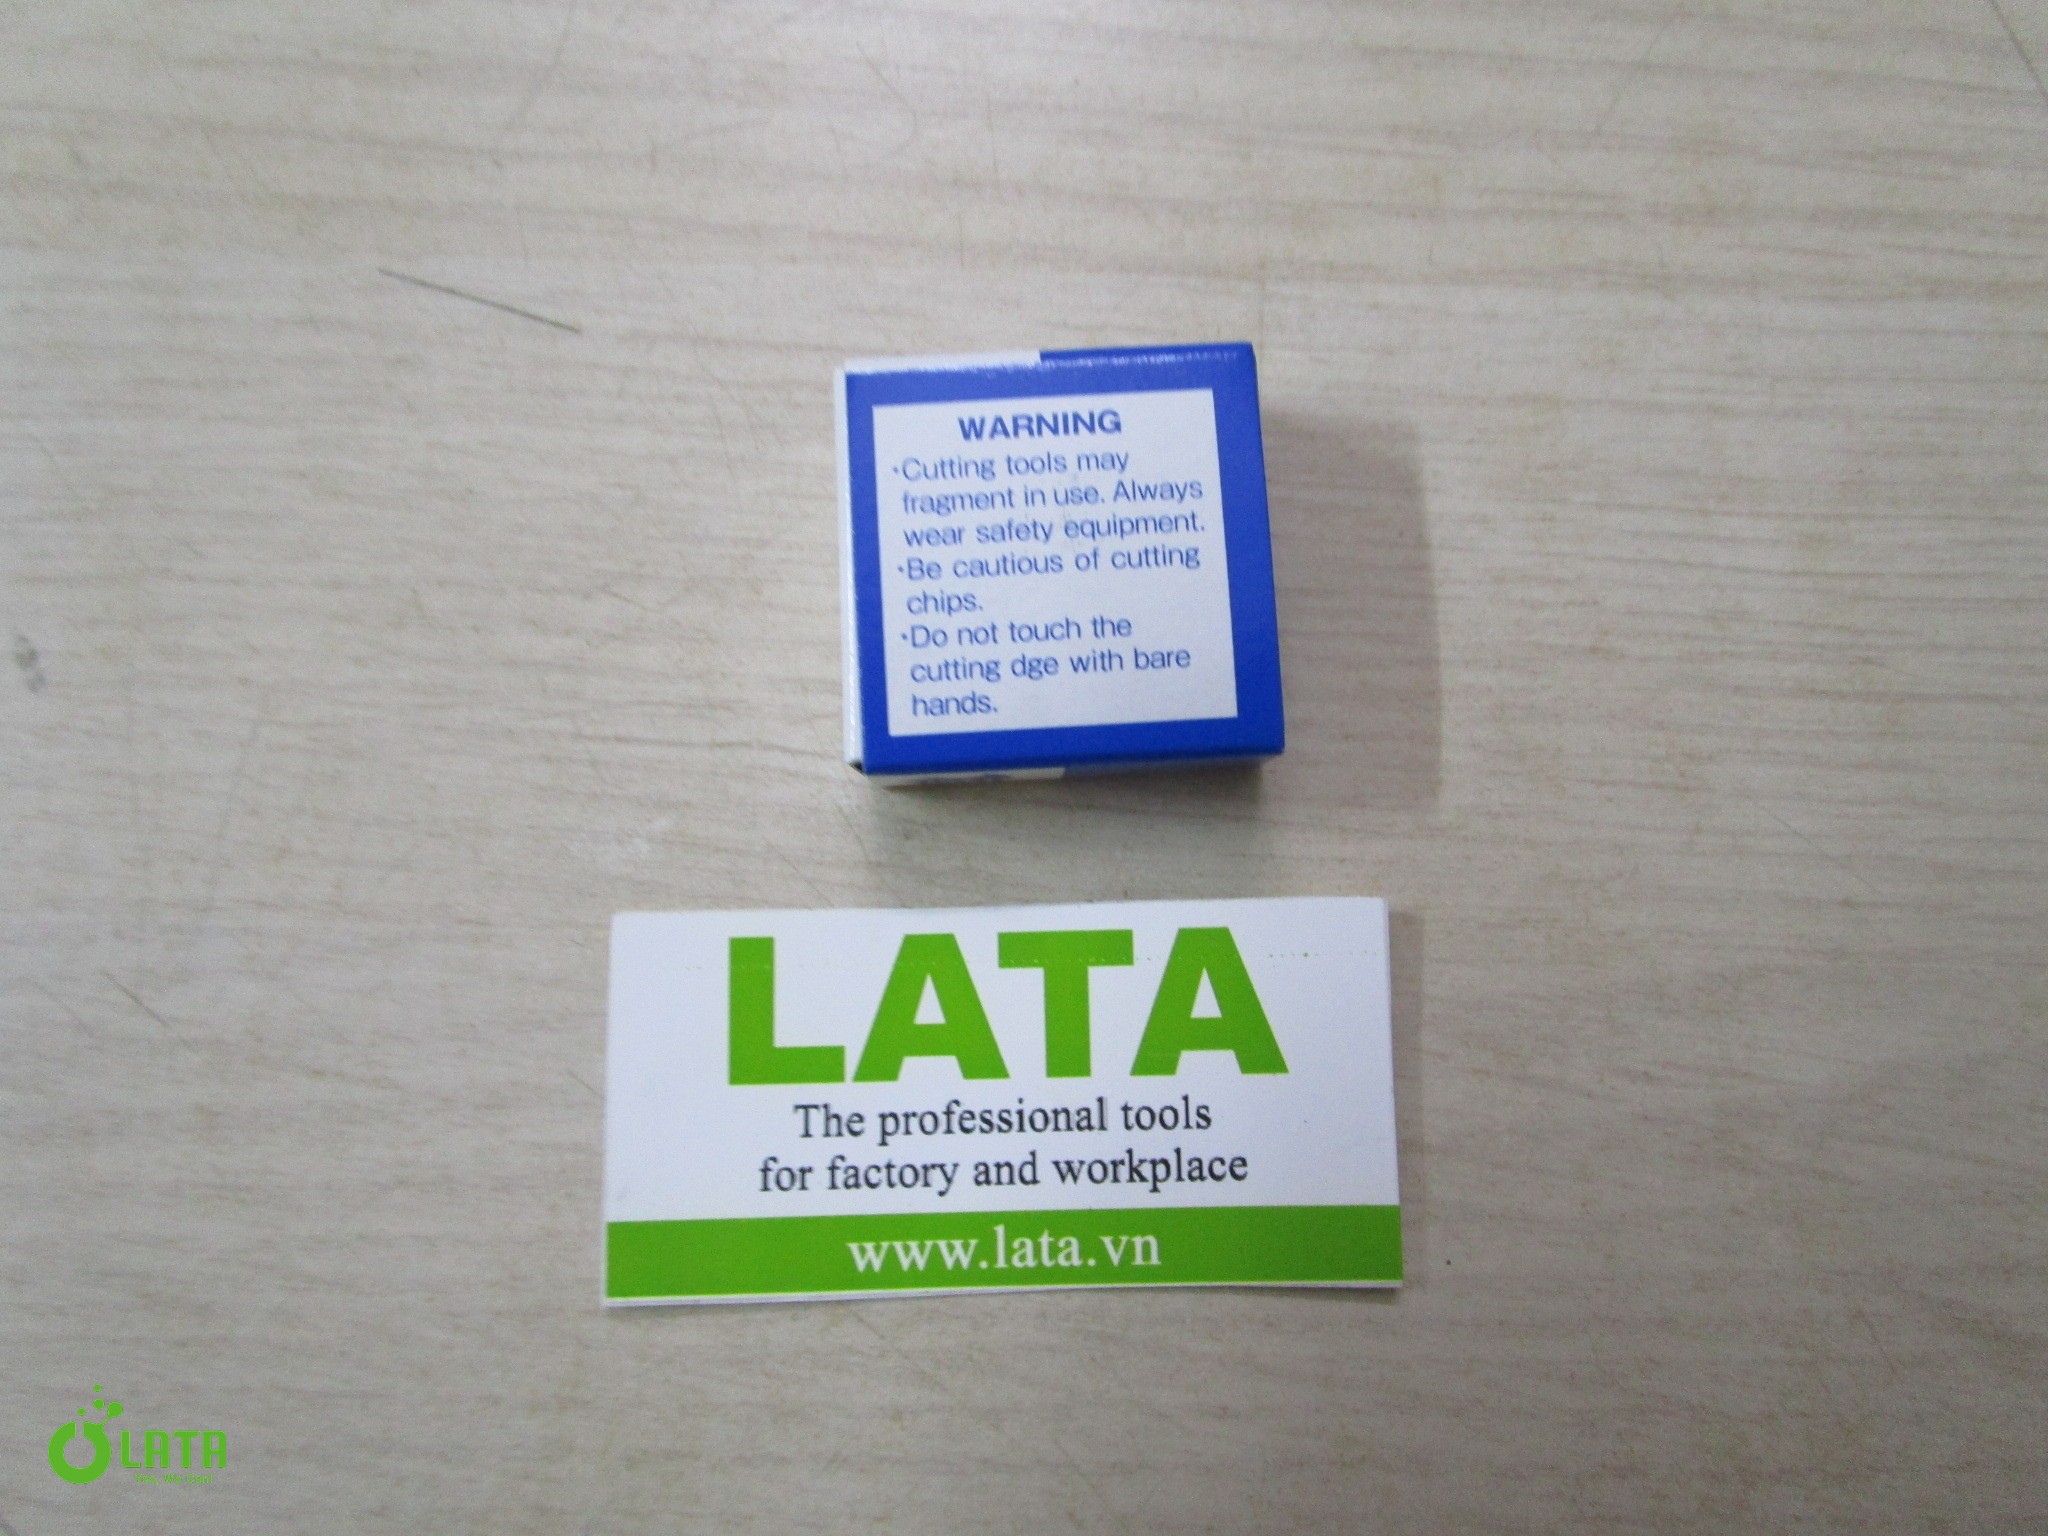 WARNING
·Cutting tools may
fragment in use. Always
wear safety equipment.
·Be cautious of cutting
chips.
·Do not touch the
cutting dge with bare
hands.
LATA
The professional tools
for factory and workplace
www.lata.vn
LATA